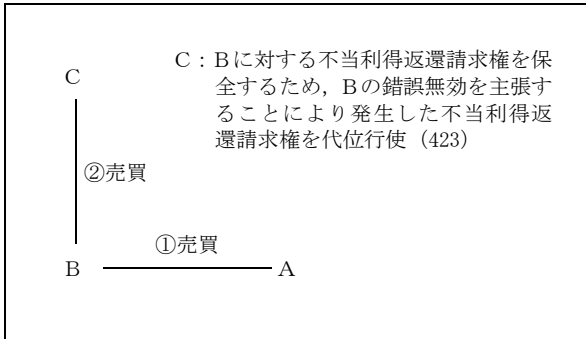 C：Bに対する不当利得返還請求権を保
全するため，Bの錯誤無効を主張す
ることにより発生した不当利得返
還請求権を代位行使（423）
C
②売買
①売買
B
A